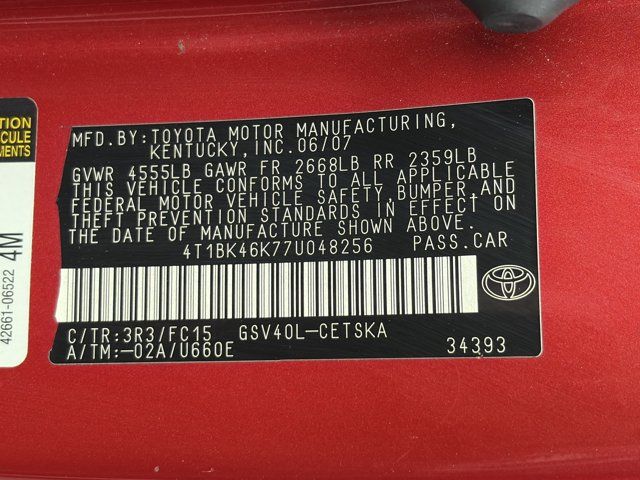 MFD.BY:TOYOTA MOTOR MANUFACTURING,
KENTUCKY,INC.06/07
GVWR 4555LB GAWR FR 2668LB RR 2359LB
THIS VEHICLE CONFORMS TO ALL APPLICABLE
FEDERAL MOTOR VEHICLE SAFETY,BUMPER,AND
THEFT PREVENTION STANDARDS IN EFFECT ON
THE DATE OF MANUFACTURE SHOWN ABOVE.
4T1BK46K77U048256 PASS.CAR
C/TR:3R3/FC15 GSV40L-CETSKA
A/TM:-02A/U660E 34393
TION
ICULE
MENTS
42661-06522 4M